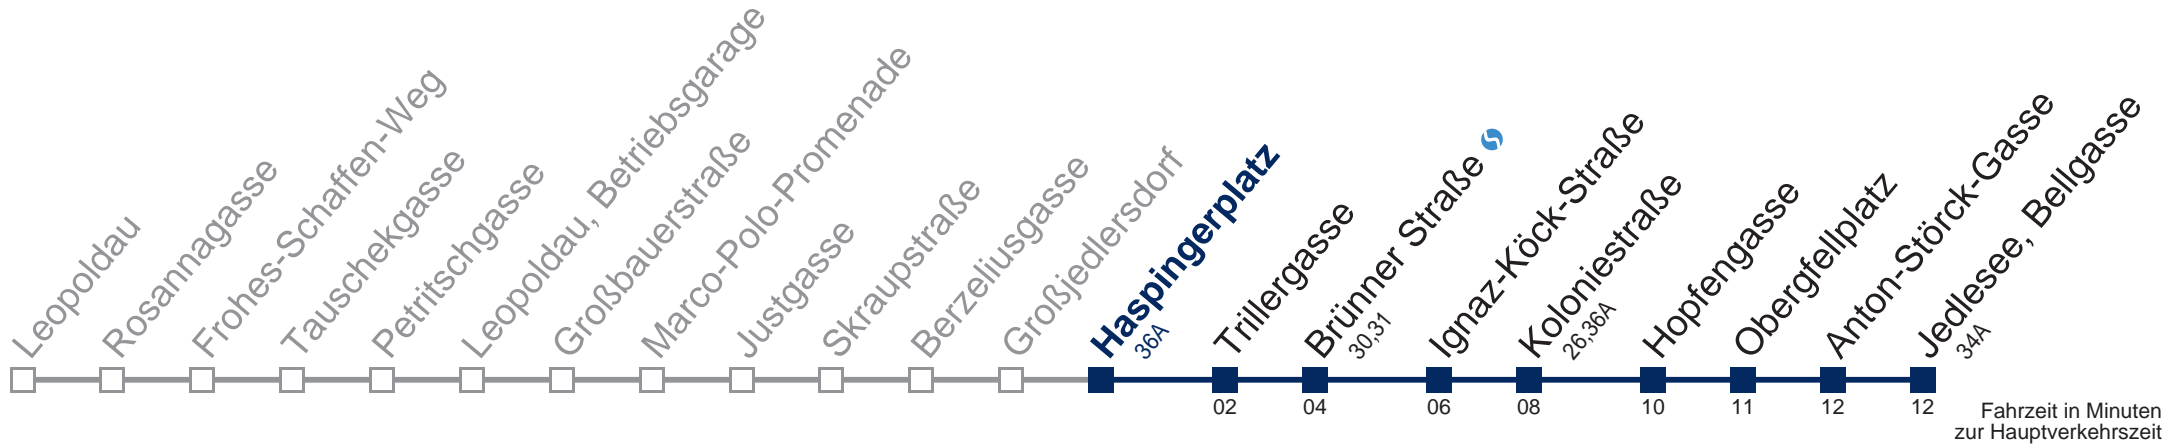 Leopoldau
Rosannagasse
Frohes-Schaffen-Weg
Tauschekgasse
Petritschgasse
Leopoldau, Betriebsgarage
Großbauerstraße
Marco-Polo-Promenade
Justgasse
Skraupstraße
Berzeliusgasse
Großjedlersdorf
Haspingerplatz
36A
Trillergasse
Brünner Straße
30,31
Ignaz-Köck-Straße
Koloniestraße
26,36A
Hopfengasse
Obergfellplatz
Anton-Störck-Gasse
Jedlesee, Bellgasse
34A
02
04
06
08
10
11
12
12
Fahrzeit in Minuten
zur Hauptverkehrszeit